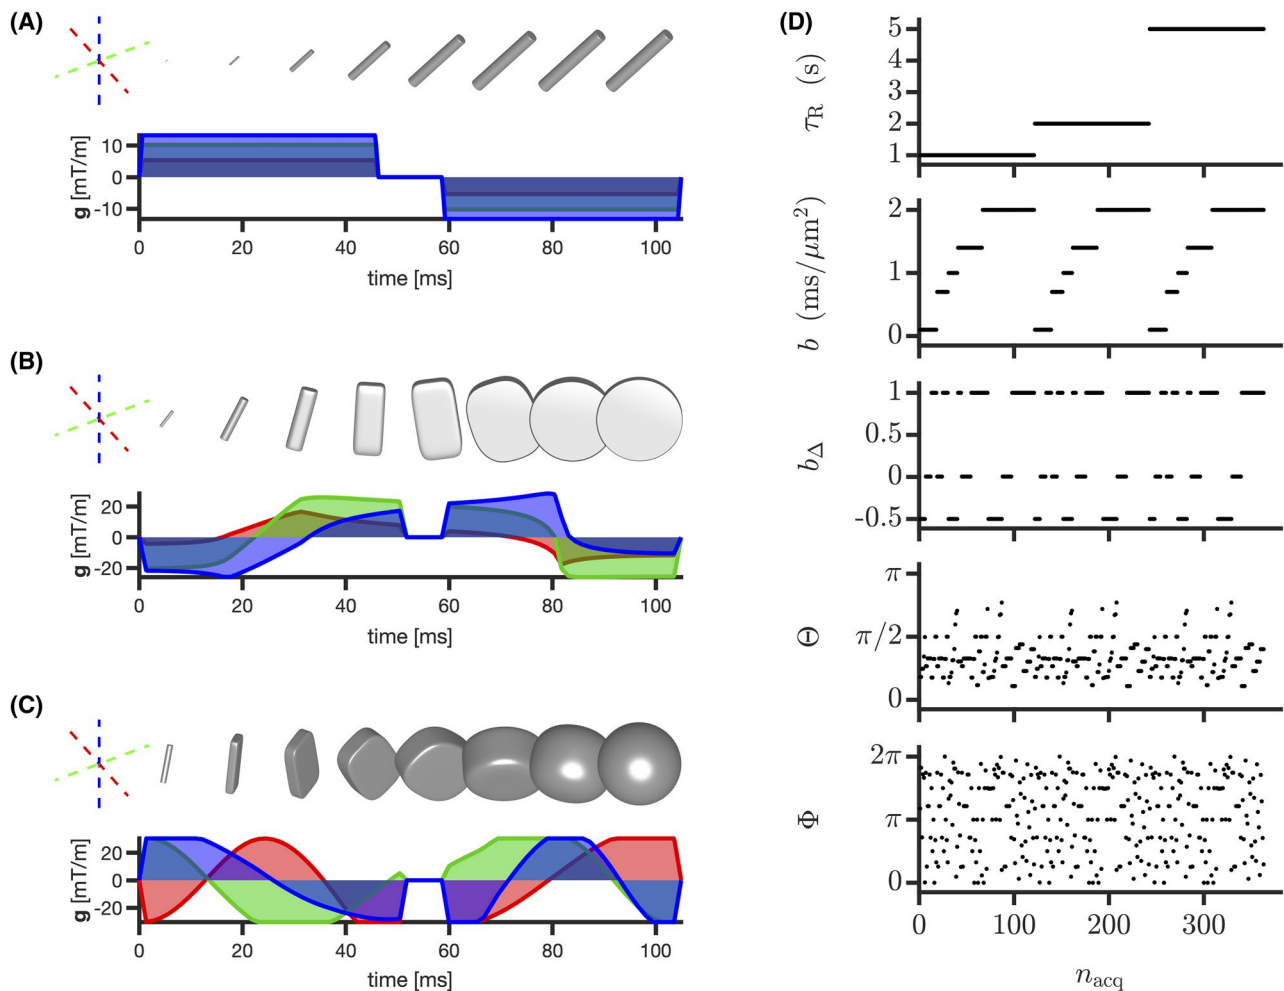 (A)
g [mT/m]
10
0
-10
0 20 40 60 80 100
time [ms]
(B)
g [mT/m]
20
0
-20
0 20 40 60 80 100
time [ms]
(C)
g [mT/m]
20
0
-20
0 20 40 60 80 100
time [ms]
(D)
τR (s)
5
4
3
2
1
b (ms/μm²)
2
1
0
bΔ
1
0.5
0
-0.5
Θ
π
π/2
0
Φ
2π
π
0
0 100 200 300
nacq